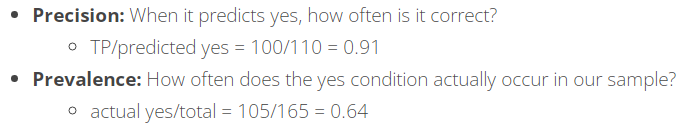 • Precision: When it predicts yes, how often is it correct?
◦ TP/predicted yes = 100/110 = 0.91
• Prevalence: How often does the yes condition actually occur in our sample?
◦ actual yes/total = 105/165 = 0.64